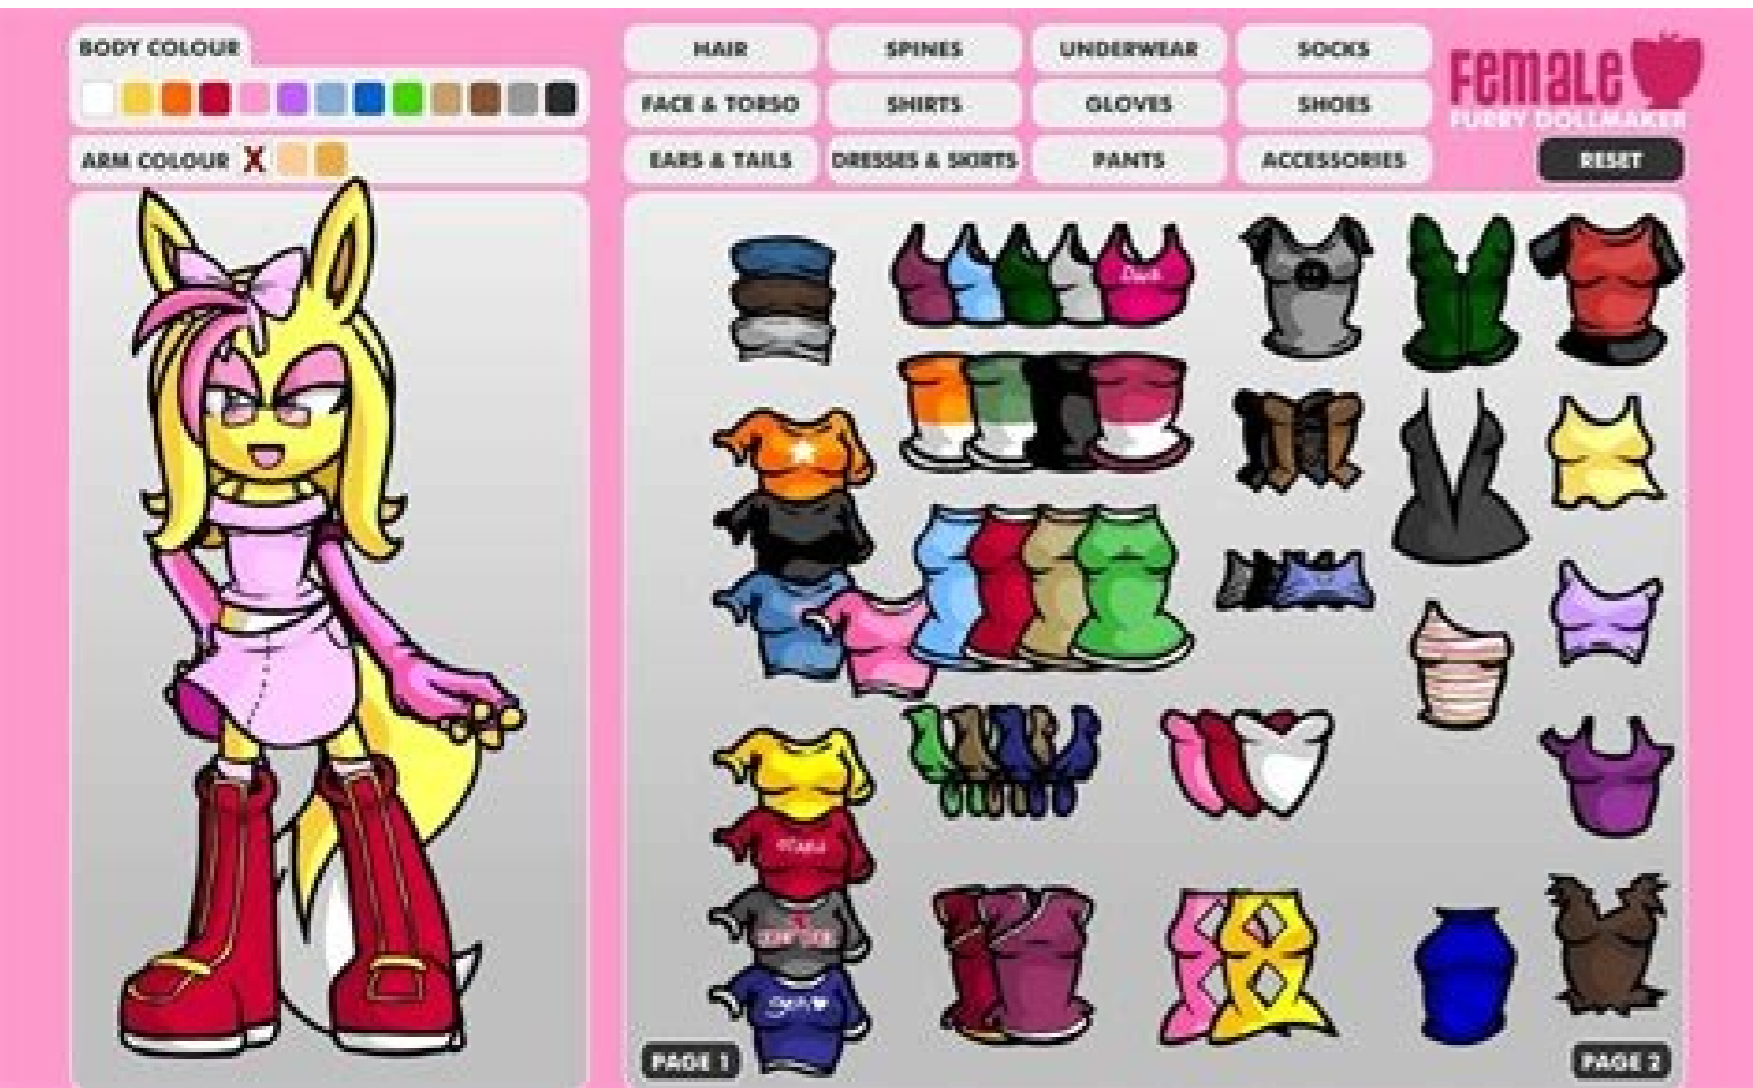 BODY COLOUR
ARM COLOUR X
HAIR
SPINES
UNDERWEAR
SOCKS
FACE & TORSO
SHIRTS
GLOVES
SHOES
EARS & TAILS
DRESSES & SKIRTS
PANTS
ACCESSORIES
FEMALE
FURRY DOLLMAKER
RESET
PAGE 1
PAGE 2